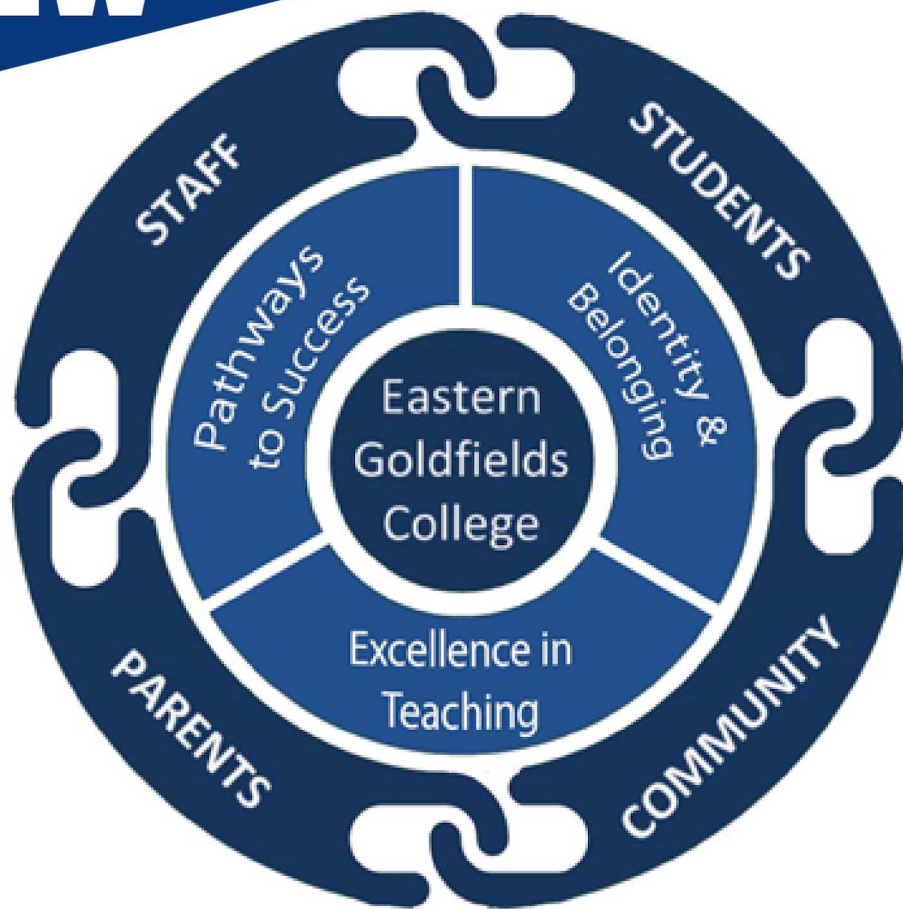 STAFF
STUDENTS
Pathways
to Success
Identity &
Belonging
Eastern
Goldfields
College
Excellence in
Teaching
PARENTS
COMMUNITY